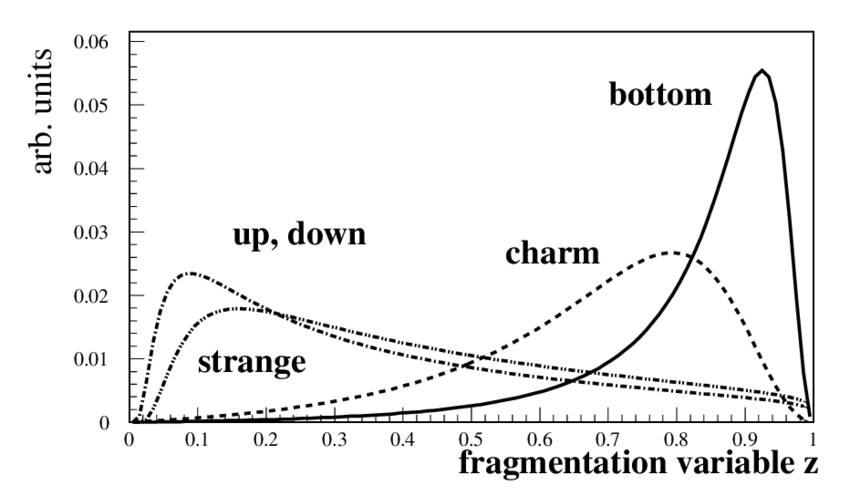 arb. units
0.06
0.05
0.04
0.03
0.02
0.01
0
bottom
up, down
charm
strange
0 0.1 0.2 0.3 0.4 0.5 0.6 0.7 0.8 0.9 1
fragmentation variable z